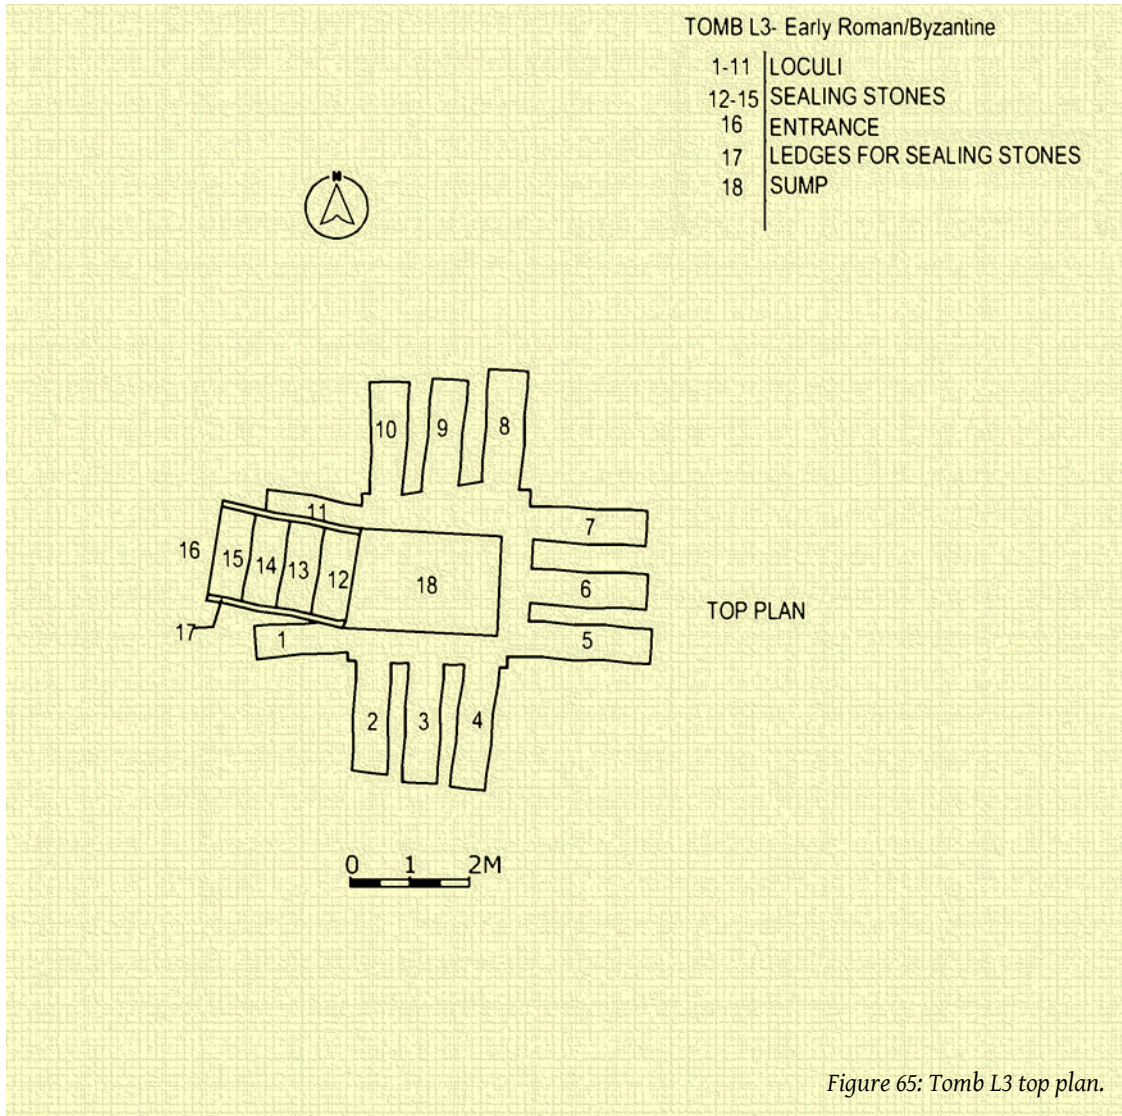 TOMB L3- Early Roman/Byzantine
1-11 LOCULI
12-15 SEALING STONES
16 ENTRANCE
17 LEDGES FOR SEALING STONES
18 SUMP
N
10 9 8
11 7
16 15 14 13 12 18 6
17 1 5
TOP PLAN
2 3 4
0 1 2M
Figure 65: Tomb L3 top plan.